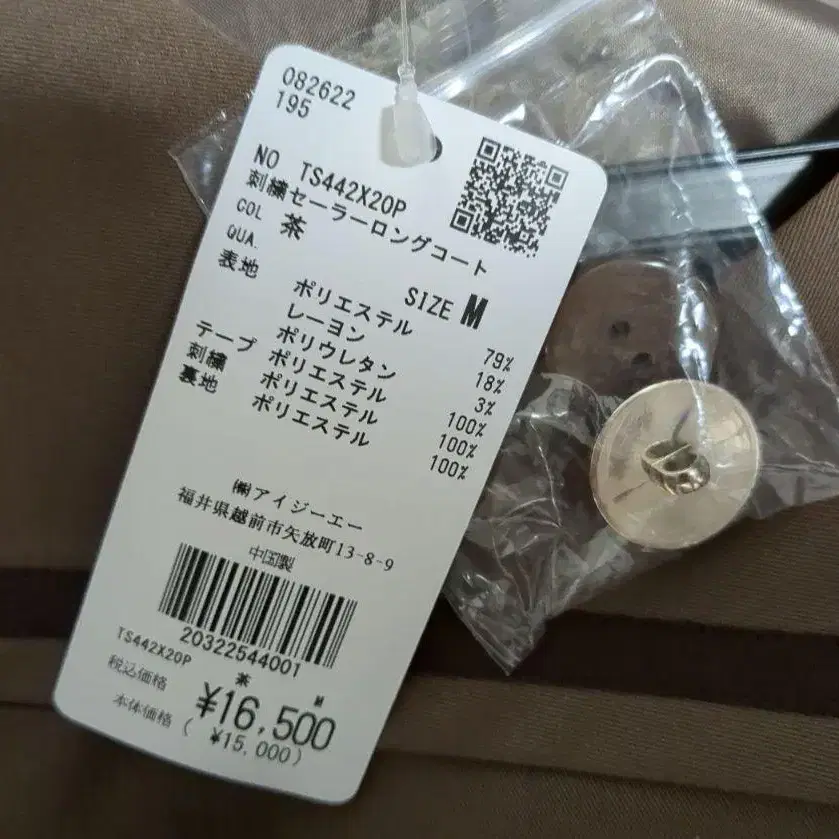 082622
195
NO TS442X20P
刺繍セーラーロングコート
COL 茶
QUA. SIZE M
表地 ポリエステル 79%
レーヨン 18%
ポリウレタン 3%
テープ ポリエステル 100%
刺繍 ポリエステル 100%
裏地 ポリエステル 100%
㈱アイジーエー
福井県越前市矢放町13-8-9
中国製
20322544001
TS442X20P 茶 M
税込価格 ¥16,500
本体価格( ¥15,000)